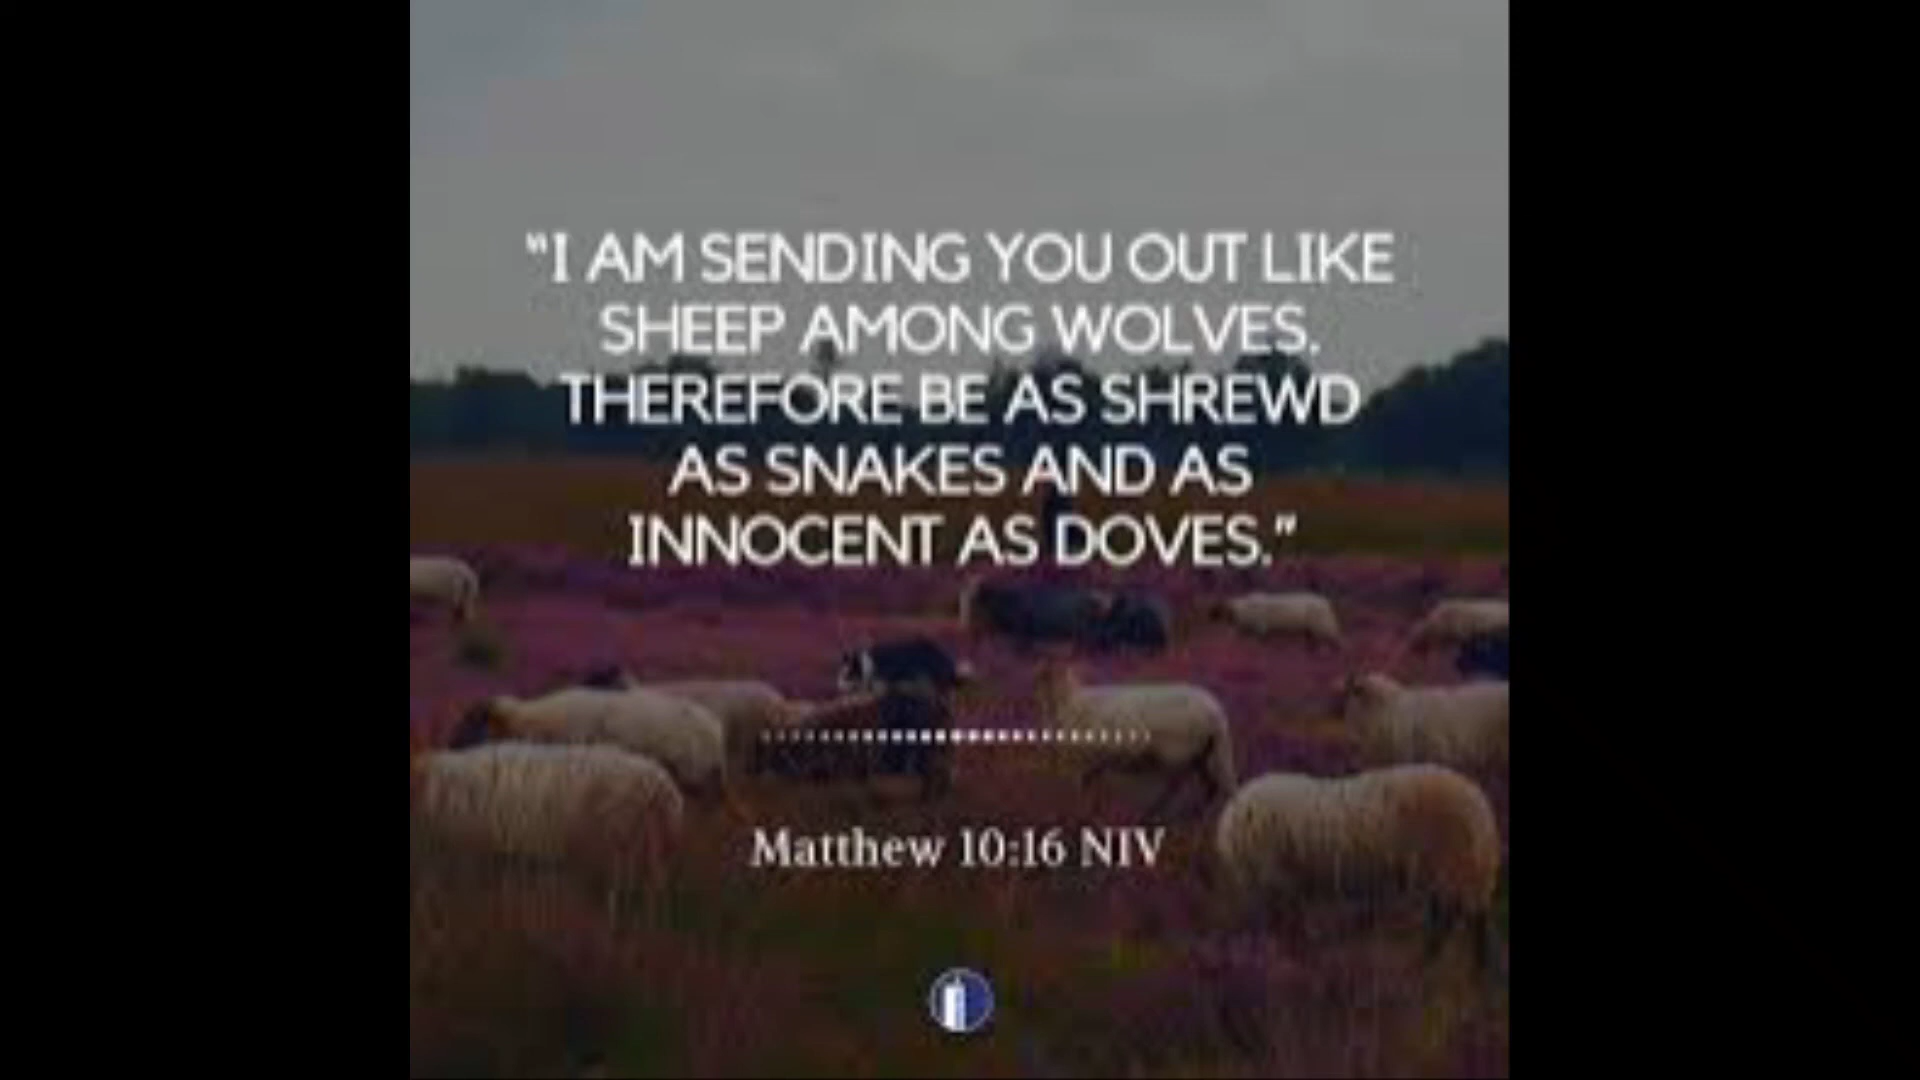 "I AM SENDING YOU OUT LIKE
SHEEP AMONG WOLVES.
THEREFORE BE AS SHREWD
AS SNAKES AND AS
INNOCENT AS DOVES."
Matthew 10:16 NIV